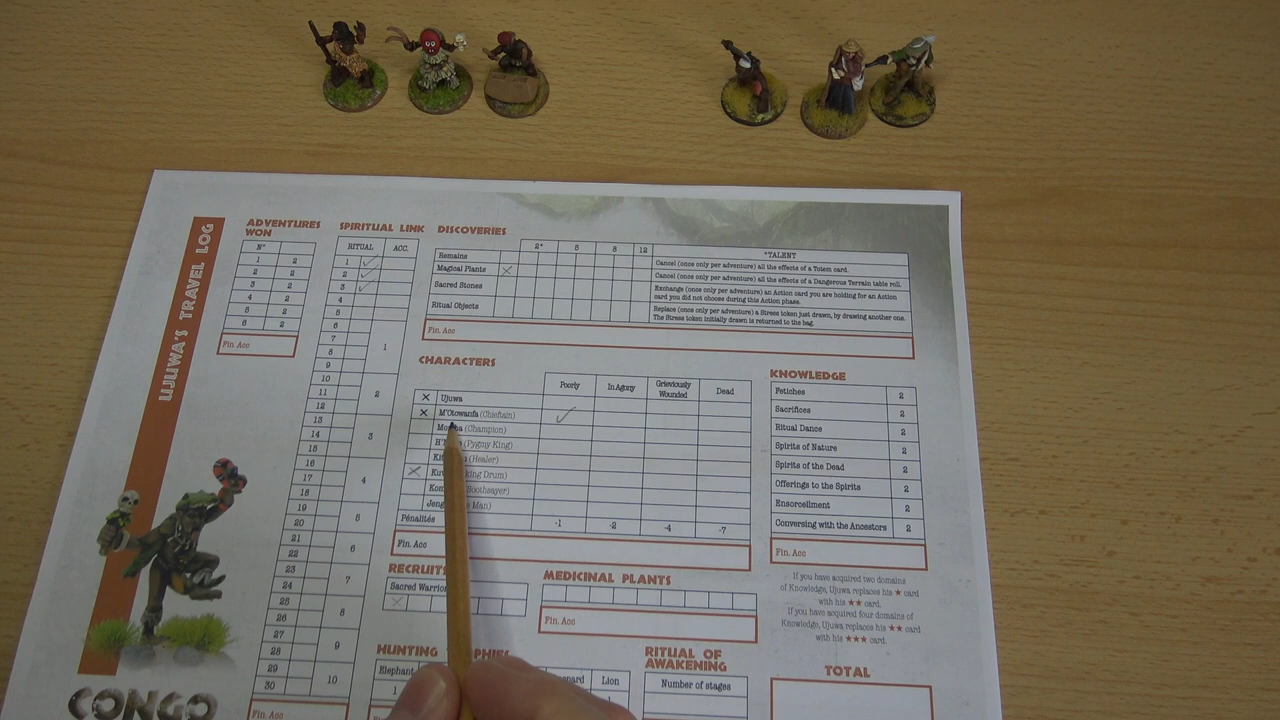 UJUWA'S TRAVEL LOG
ADVENTURES
WON
N°
1 2
2 2
3 2
4 2
5 2
6 2
Fin. Acc
SPIRITUAL LINK
RITUAL ACC.
1
2
3
4
5
6
7
8 1
9
10
11 2
12
13
14 3
15
16
17 4
18
19 5
20
21
22 6
23
24 7
25
26 8
27
28 9
29
30 10
Fin. Acc
DISCOVERIES
2* 5 8 12 *TALENT
Remains Cancel (once only per adventure) all the effects of a Totem card.
Magical Plants Cancel (once only per adventure) all the effects of a Dangerous Terrain table roll.
Sacred Stones Exchange (once only per adventure) an Action card you are holding for an Action
card you did not choose during this Action phase.
Ritual Objects Replace (once only per adventure) a Stress token just drawn, by drawing another one.
The Stress token initially drawn is returned to the bag.
Fin. Acc
CHARACTERS
Poorly In Agony Grieviously
Wounded Dead
Ujuwa
M'Otowanfa (Chieftain)
(Champion)
(Pygmy King)
(Healer)
Drum)
(Soothsayer)
Man)
Pénalités -1 -2 -4 -7
Fin. Acc
KNOWLEDGE
Fetiches 2
Sacrifices 2
Ritual Dance 2
Spirits of Nature 2
Spirits of the Dead 2
Offerings to the Spirits 2
Ensorcellment 2
Conversing with the Ancestors 2
Fin. Acc
If you have acquired two domains
of Knowledge, Ujuwa replaces his ★ card
with his ★★ card.
If you have acquired four domains of
Knowledge, Ujuwa replaces his ★★ card
with his ★★★ card.
RECRUITS
Sacred
MEDICINAL PLANTS
Fin. Acc
HUNTING
Elephant Lion
1
RITUAL OF
AWAKENING
Number of stages
TOTAL
CONGO